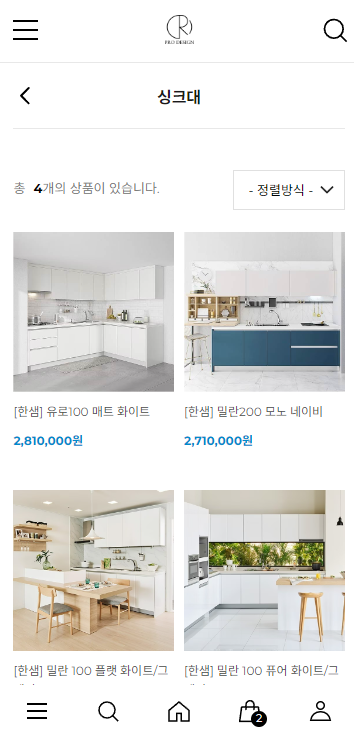 RILO DESIGN
싱크대
총 4개의 상품이 있습니다.
- 정렬방식 -
[한샘] 유로100 매트 화이트
[한샘] 밀란200 모노 네이비
2,810,000원
2,710,000원
[한샘] 밀란 100 플랫 화이트/그
[한샘] 밀란 100 퓨어 화이트/그
2